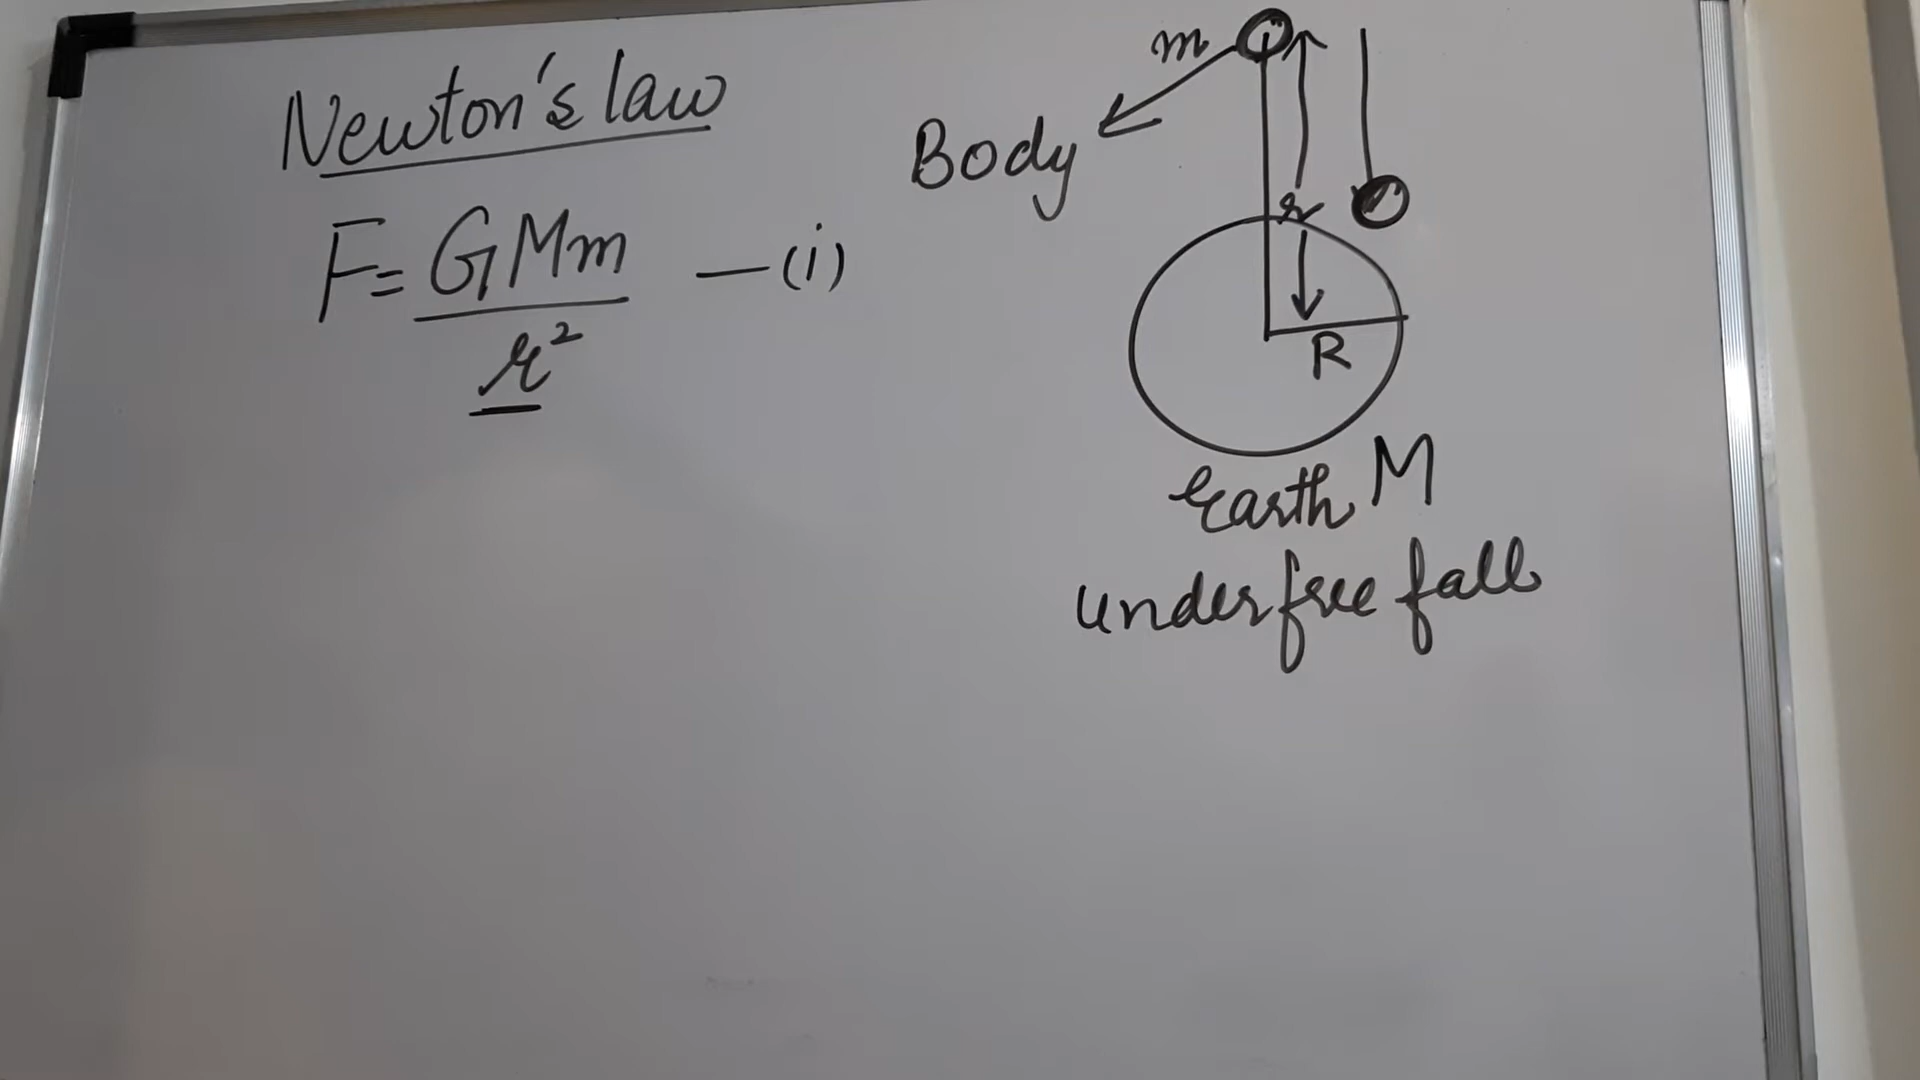 Newton's law
F = GMm / r² —(i)
m
Body
r
R
Earth M
under free fall